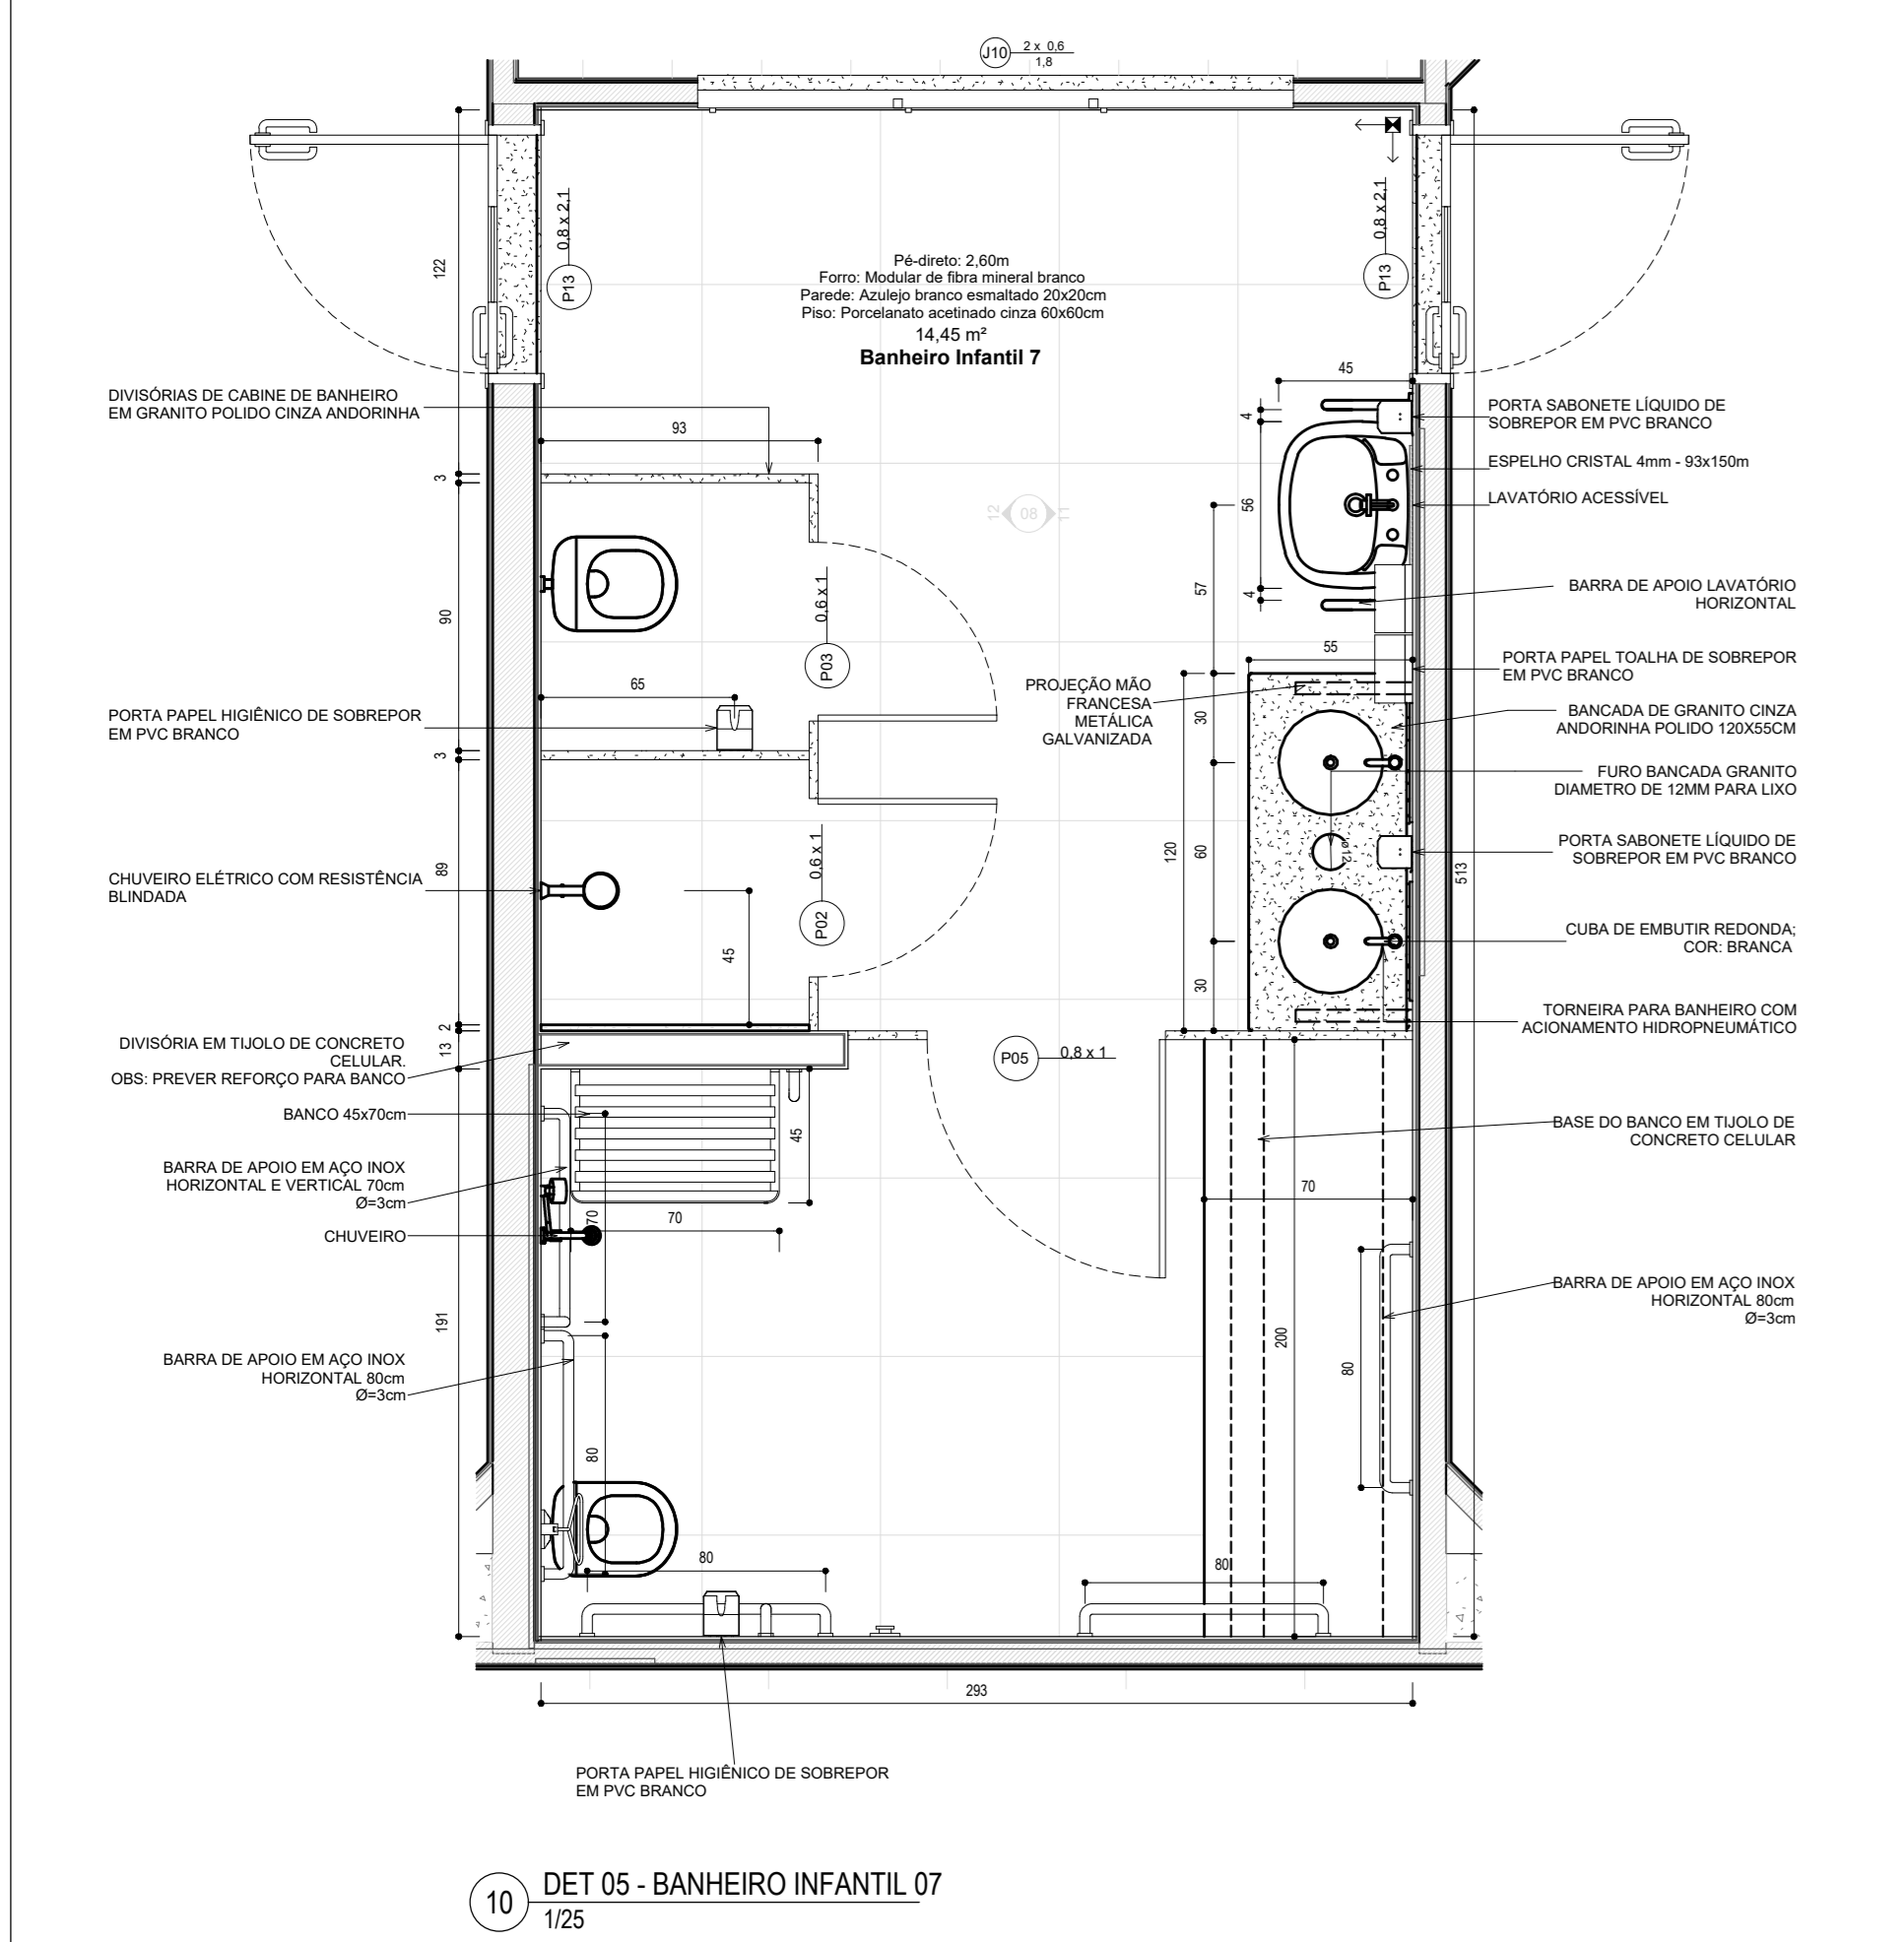 J10
2 x 0,6
1,8
122
0,8 x 2,1
P13
0,8 x 2,1
P13
Pé-direto: 2,60m
Forro: Modular de fibra mineral branco
Parede: Azulejo branco esmaltado 20x20cm
Piso: Porcelanato acetinado cinza 60x60cm
14,45 m²
Banheiro Infantil 7
DIVISÓRIAS DE CABINE DE BANHEIRO
EM GRANITO POLIDO CINZA ANDORINHA
45
4
PORTA SABONETE LÍQUIDO DE
SOBREPOR EM PVC BRANCO
93
3
ESPELHO CRISTAL 4mm - 93x150m
LAVATÓRIO ACESSÍVEL
56
12
08
11
57
4
BARRA DE APOIO LAVATÓRIO
HORIZONTAL
90
0,6 x 1
P03
55
PORTA PAPEL TOALHA DE SOBREPOR
EM PVC BRANCO
65
PROJEÇÃO MÃO
FRANCESA
METÁLICA
GALVANIZADA
30
PORTA PAPEL HIGIÊNICO DE SOBREPOR
EM PVC BRANCO
BANCADA DE GRANITO CINZA
ANDORINHA POLIDO 120X55CM
3
FURO BANCADA GRANITO
DIAMETRO DE 12MM PARA LIXO
120
60
ø12
PORTA SABONETE LÍQUIDO DE
SOBREPOR EM PVC BRANCO
513
89
0,6 x 1
P02
CHUVEIRO ELÉTRICO COM RESISTÊNCIA
BLINDADA
45
CUBA DE EMBUTIR REDONDA;
COR: BRANCA
30
TORNEIRA PARA BANHEIRO COM
ACIONAMENTO HIDROPNEUMÁTICO
2
13
DIVISÓRIA EM TIJOLO DE CONCRETO
CELULAR.
OBS: PREVER REFORÇO PARA BANCO
P05
0,8 x 1
BANCO 45x70cm
45
BASE DO BANCO EM TIJOLO DE
CONCRETO CELULAR
BARRA DE APOIO EM AÇO INOX
HORIZONTAL E VERTICAL 70cm
Ø=3cm
70
70
70
CHUVEIRO
BARRA DE APOIO EM AÇO INOX
HORIZONTAL 80cm
Ø=3cm
191
200
80
BARRA DE APOIO EM AÇO INOX
HORIZONTAL 80cm
Ø=3cm
80
80
80
293
PORTA PAPEL HIGIÊNICO DE SOBREPOR
EM PVC BRANCO
10
DET 05 - BANHEIRO INFANTIL 07
1/25